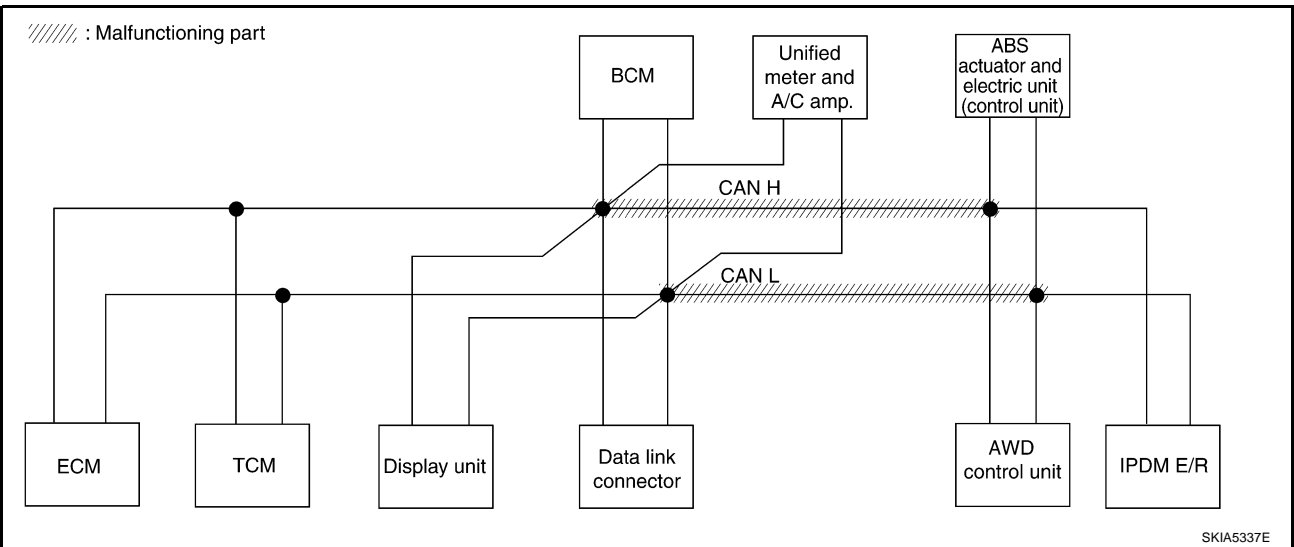 : Malfunctioning part
BCM
Unified
meter and
A/C amp.
ABS
actuator and
electric unit
(control unit)
CAN H
CAN L
ECM
TCM
Display unit
Data link
connector
AWD
control unit
IPDM E/R
SKIA5337E